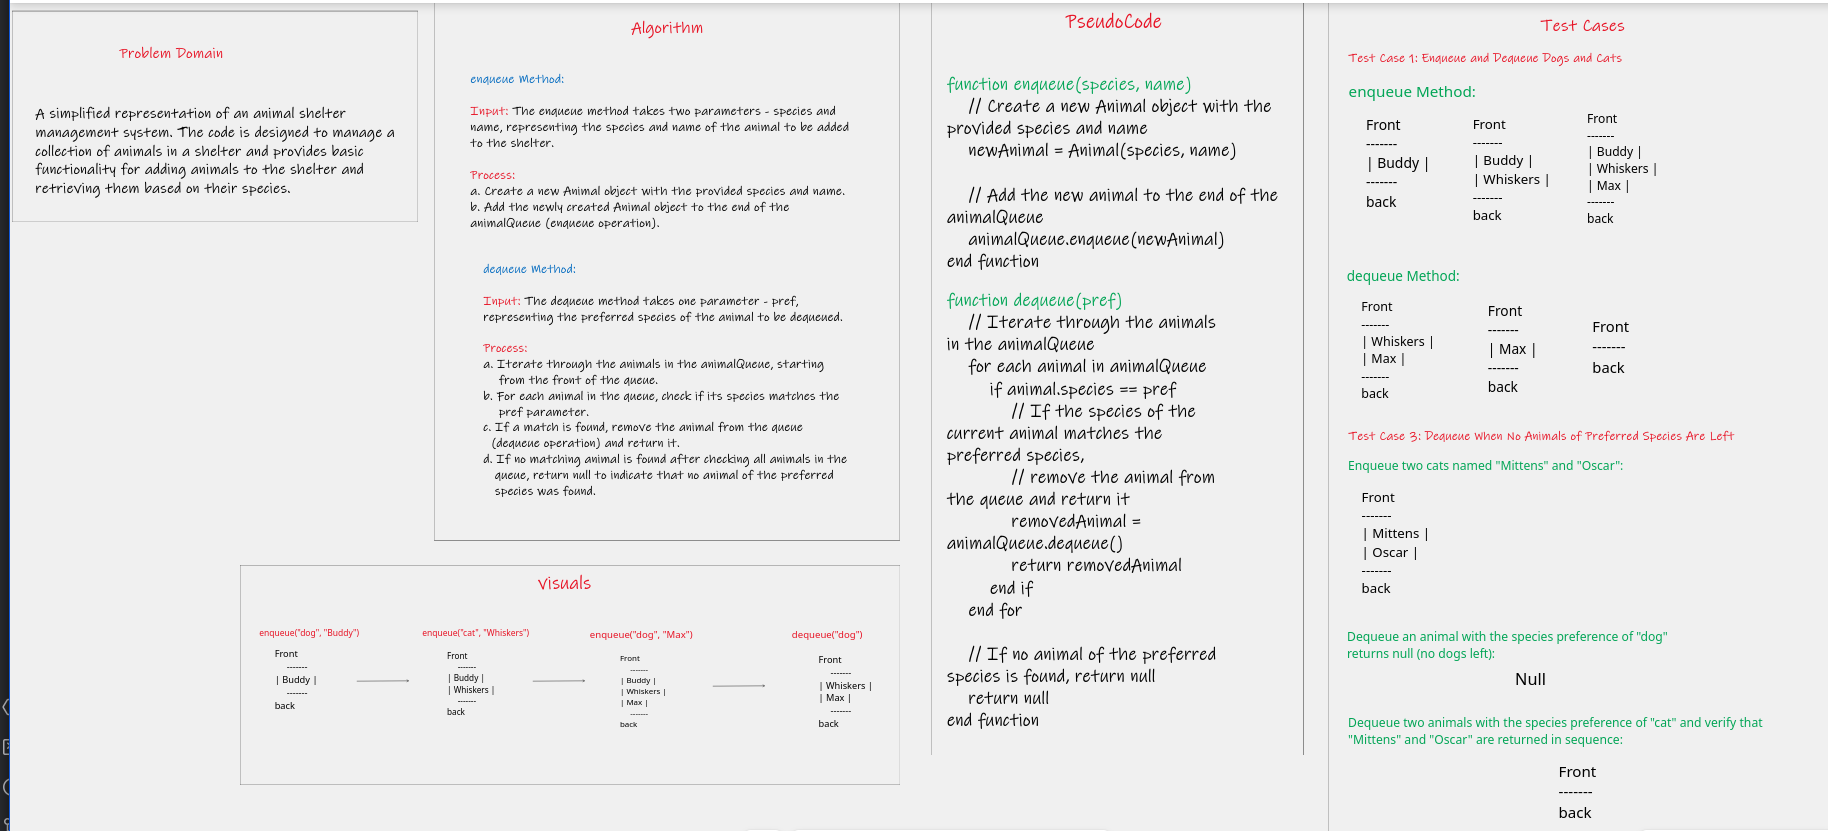 Problem Domain
A simplified representation of an animal shelter
management system. The code is designed to manage a
collection of animals in a shelter and provides basic
functionality for adding animals to the shelter and
retrieving them based on their species.
Algorithm
enqueue Method:
Input: The enqueue method takes two parameters - species and
name, representing the species and name of the animal to be added
to the shelter.
Process:
a. Create a new Animal object with the provided species and name.
b. Add the newly created Animal object to the end of the
animalQueue (enqueue operation).
dequeue Method:
Input: The dequeue method takes one parameter - pref,
representing the preferred species of the animal to be dequeued.
Process:
a. Iterate through the animals in the animalQueue, starting
from the front of the queue.
b. For each animal in the queue, check if its species matches the
pref parameter.
c. If a match is found, remove the animal from the queue
(dequeue operation) and return it.
d. If no matching animal is found after checking all animals in the
queue, return null to indicate that no animal of the preferred
species was found.
Visuals
enqueue("dog", "Buddy")
Front
-------
| Buddy |
-------
back
enqueue("cat", "Whiskers")
Front
-------
| Buddy |
| Whiskers |
-------
back
enqueue("dog", "Max")
Front
-------
| Buddy |
| Whiskers |
| Max |
-------
back
dequeue("dog")
Front
-------
| Whiskers |
| Max |
-------
back
PseudoCode
function enqueue(species, name)
// Create a new Animal object with the
provided species and name
newAnimal = Animal(species, name)
// Add the new animal to the end of the
animalQueue
animalQueue.enqueue(newAnimal)
end function
function dequeue(pref)
// Iterate through the animals
in the animalQueue
for each animal in animalQueue
if animal.species == pref
// If the species of the
current animal matches the
preferred species,
// remove the animal from
the queue and return it
removedAnimal =
animalQueue.dequeue()
return removedAnimal
end if
end for
// If no animal of the preferred
species is found, return null
return null
end function
Test Cases
Test Case 1: Enqueue and Dequeue Dogs and Cats
enqueue Method:
Front
-------
| Buddy |
-------
back
Front
-------
| Buddy |
| Whiskers |
-------
back
Front
-------
| Buddy |
| Whiskers |
| Max |
-------
back
dequeue Method:
Front
-------
| Whiskers |
| Max |
-------
back
Front
-------
| Max |
-------
back
Front
-------
back
Test Case 3: Dequeue When No Animals of Preferred Species Are Left
Enqueue two cats named "Mittens" and "Oscar":
Front
-------
| Mittens |
| Oscar |
-------
back
Dequeue an animal with the species preference of "dog"
returns null (no dogs left):
Null
Dequeue two animals with the species preference of "cat" and verify that
"Mittens" and "Oscar" are returned in sequence:
Front
-------
back